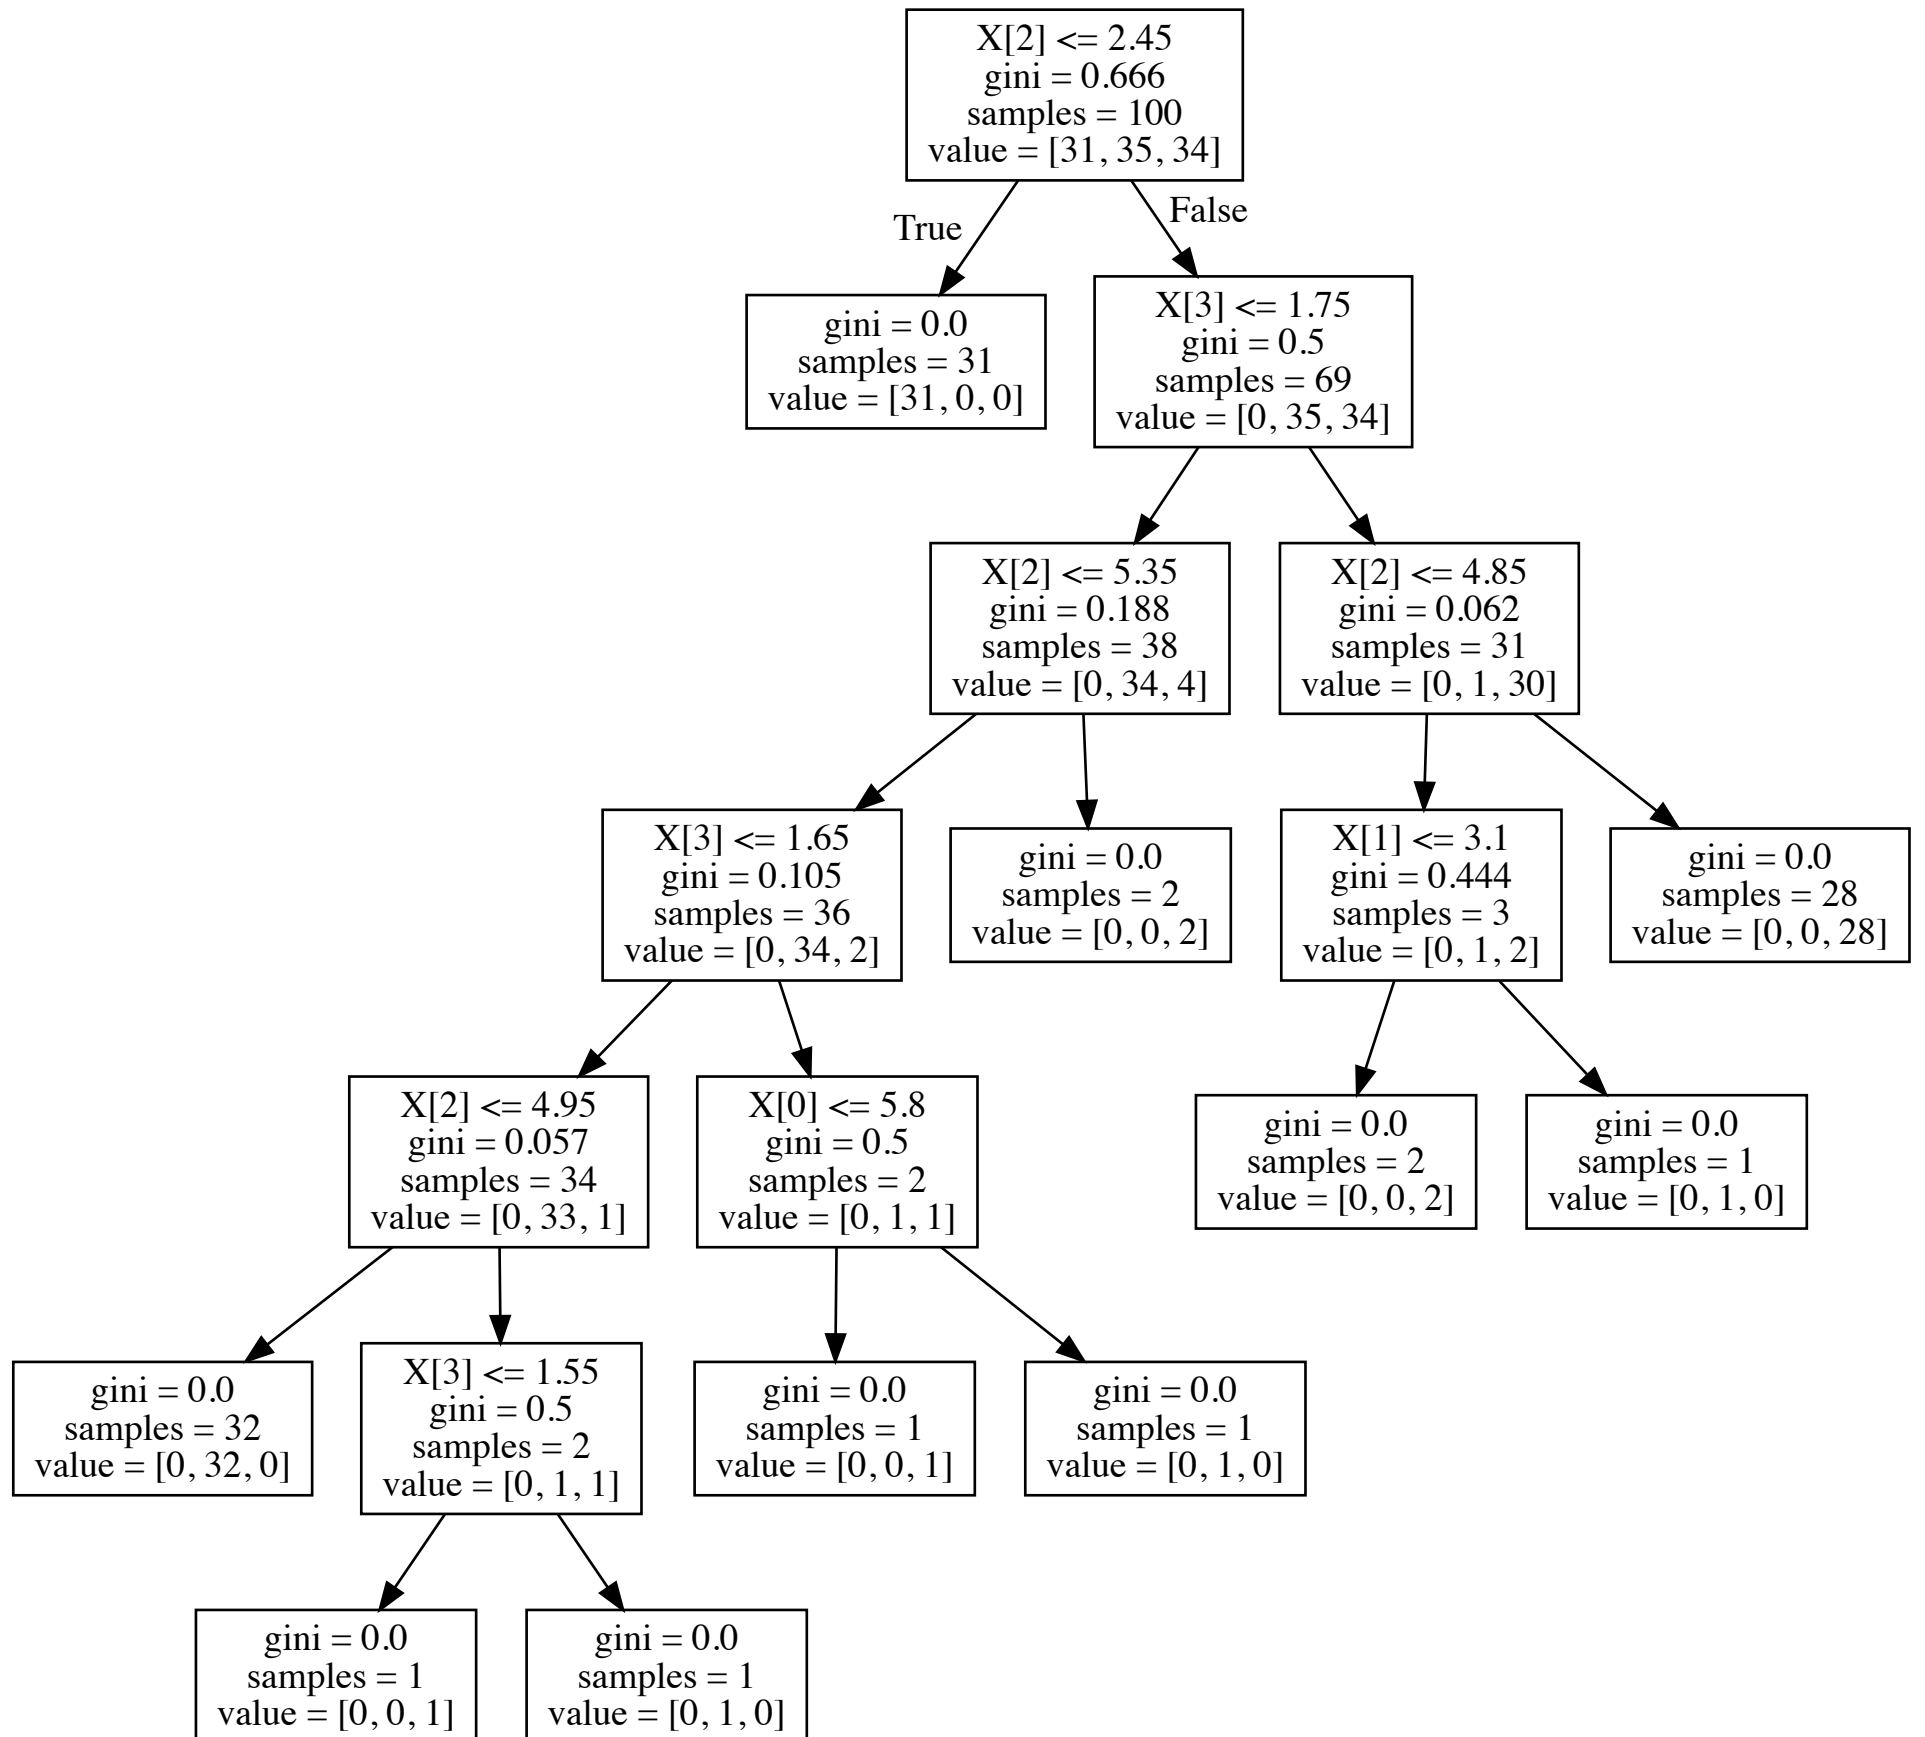 X[2] <= 2.45
gini = 0.666
samples = 100
value = [31, 35, 34]
True
False
gini = 0.0
samples = 31
value = [31, 0, 0]
X[3] <= 1.75
gini = 0.5
samples = 69
value = [0, 35, 34]
X[2] <= 5.35
gini = 0.188
samples = 38
value = [0, 34, 4]
X[2] <= 4.85
gini = 0.062
samples = 31
value = [0, 1, 30]
X[3] <= 1.65
gini = 0.105
samples = 36
value = [0, 34, 2]
gini = 0.0
samples = 2
value = [0, 0, 2]
X[1] <= 3.1
gini = 0.444
samples = 3
value = [0, 1, 2]
gini = 0.0
samples = 28
value = [0, 0, 28]
X[2] <= 4.95
gini = 0.057
samples = 34
value = [0, 33, 1]
X[0] <= 5.8
gini = 0.5
samples = 2
value = [0, 1, 1]
gini = 0.0
samples = 2
value = [0, 0, 2]
gini = 0.0
samples = 1
value = [0, 1, 0]
gini = 0.0
samples = 32
value = [0, 32, 0]
X[3] <= 1.55
gini = 0.5
samples = 2
value = [0, 1, 1]
gini = 0.0
samples = 1
value = [0, 0, 1]
gini = 0.0
samples = 1
value = [0, 1, 0]
gini = 0.0
samples = 1
value = [0, 0, 1]
gini = 0.0
samples = 1
value = [0, 1, 0]